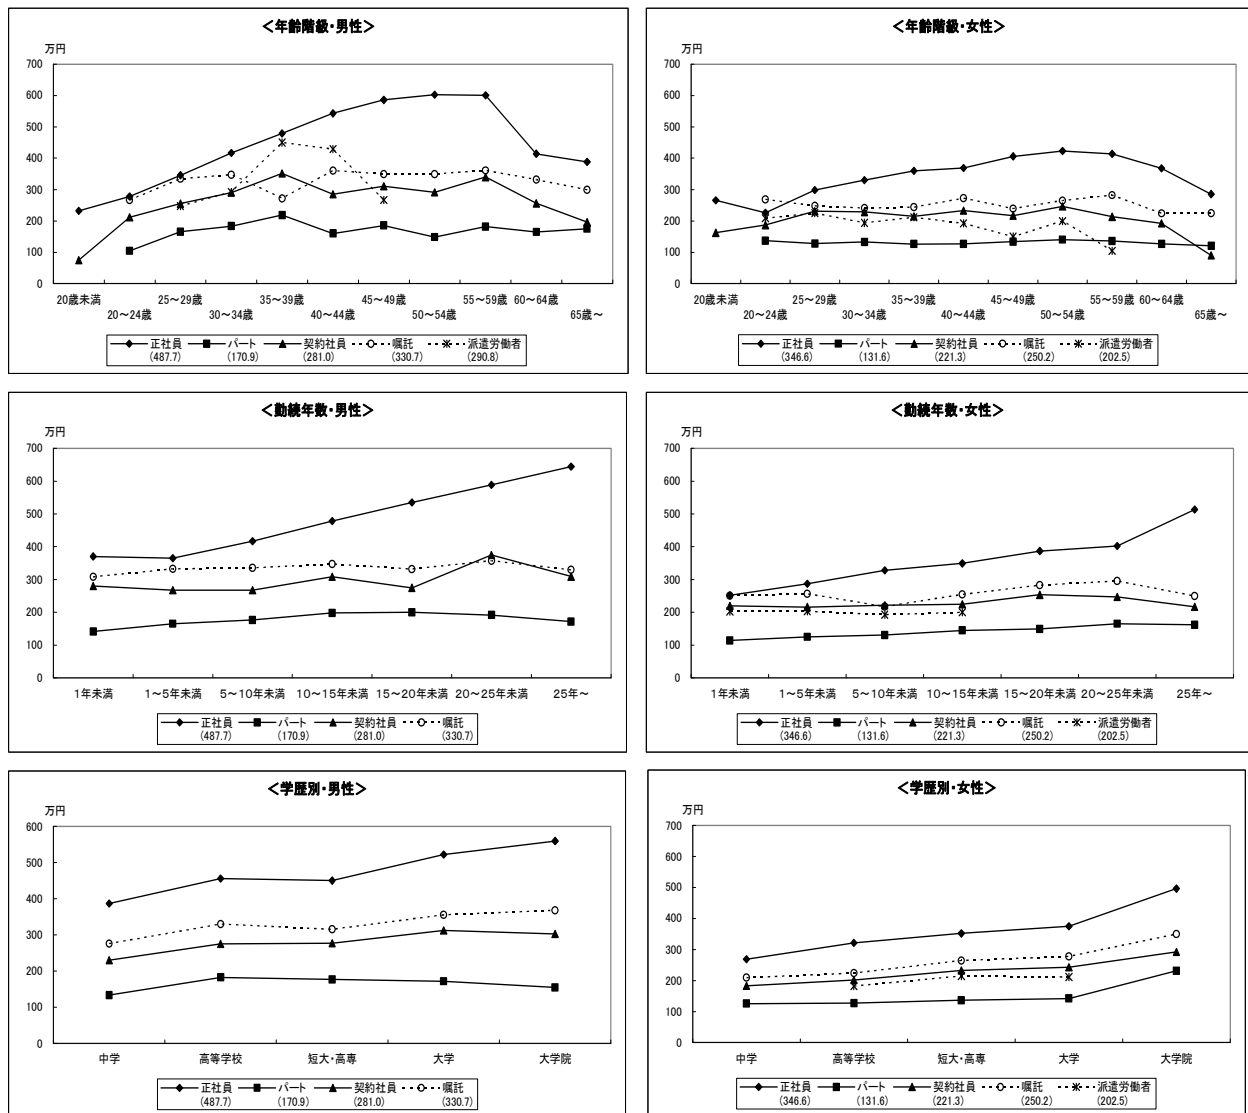 ＜年齢階級・男性＞
万円
700
600
500
400
300
200
100
0
20歳未満 25～29歳 35～39歳 45～49歳 55～59歳 60～64歳
20～24歳 30～34歳 40～44歳 50～54歳 65歳～
正社員 パート 契約社員 嘱託 派遣労働者
(487.7) (170.9) (281.0) (330.7) (290.8)
＜年齢階級・女性＞
万円
700
600
500
400
300
200
100
0
20歳未満 25～29歳 35～39歳 45～49歳 55～59歳 60～64歳
20～24歳 30～34歳 40～44歳 50～54歳 65歳～
正社員 パート 契約社員 嘱託 派遣労働者
(346.6) (131.6) (221.3) (250.2) (202.5)
＜勤続年数・男性＞
万円
700
600
500
400
300
200
100
0
1年未満 1～5年未満 5～10年未満 10～15年未満 15～20年未満 20～25年未満 25年～
正社員 パート 契約社員 嘱託
(487.7) (170.9) (281.0) (330.7)
＜勤続年数・女性＞
万円
700
600
500
400
300
200
100
0
1年未満 1～5年未満 5～10年未満 10～15年未満 15～20年未満 20～25年未満 25年～
正社員 パート 契約社員 嘱託 派遣労働者
(346.6) (131.6) (221.3) (250.2) (202.5)
＜学歴別・男性＞
万円
600
500
400
300
200
100
0
中学 高等学校 短大・高専 大学 大学院
正社員 パート 契約社員 嘱託
(487.7) (170.9) (281.0) (330.7)
＜学歴別・女性＞
万円
700
600
500
400
300
200
100
0
中学 高等学校 短大・高専 大学 大学院
正社員 パート 契約社員 嘱託 派遣労働者
(346.6) (131.6) (221.3) (250.2) (202.5)